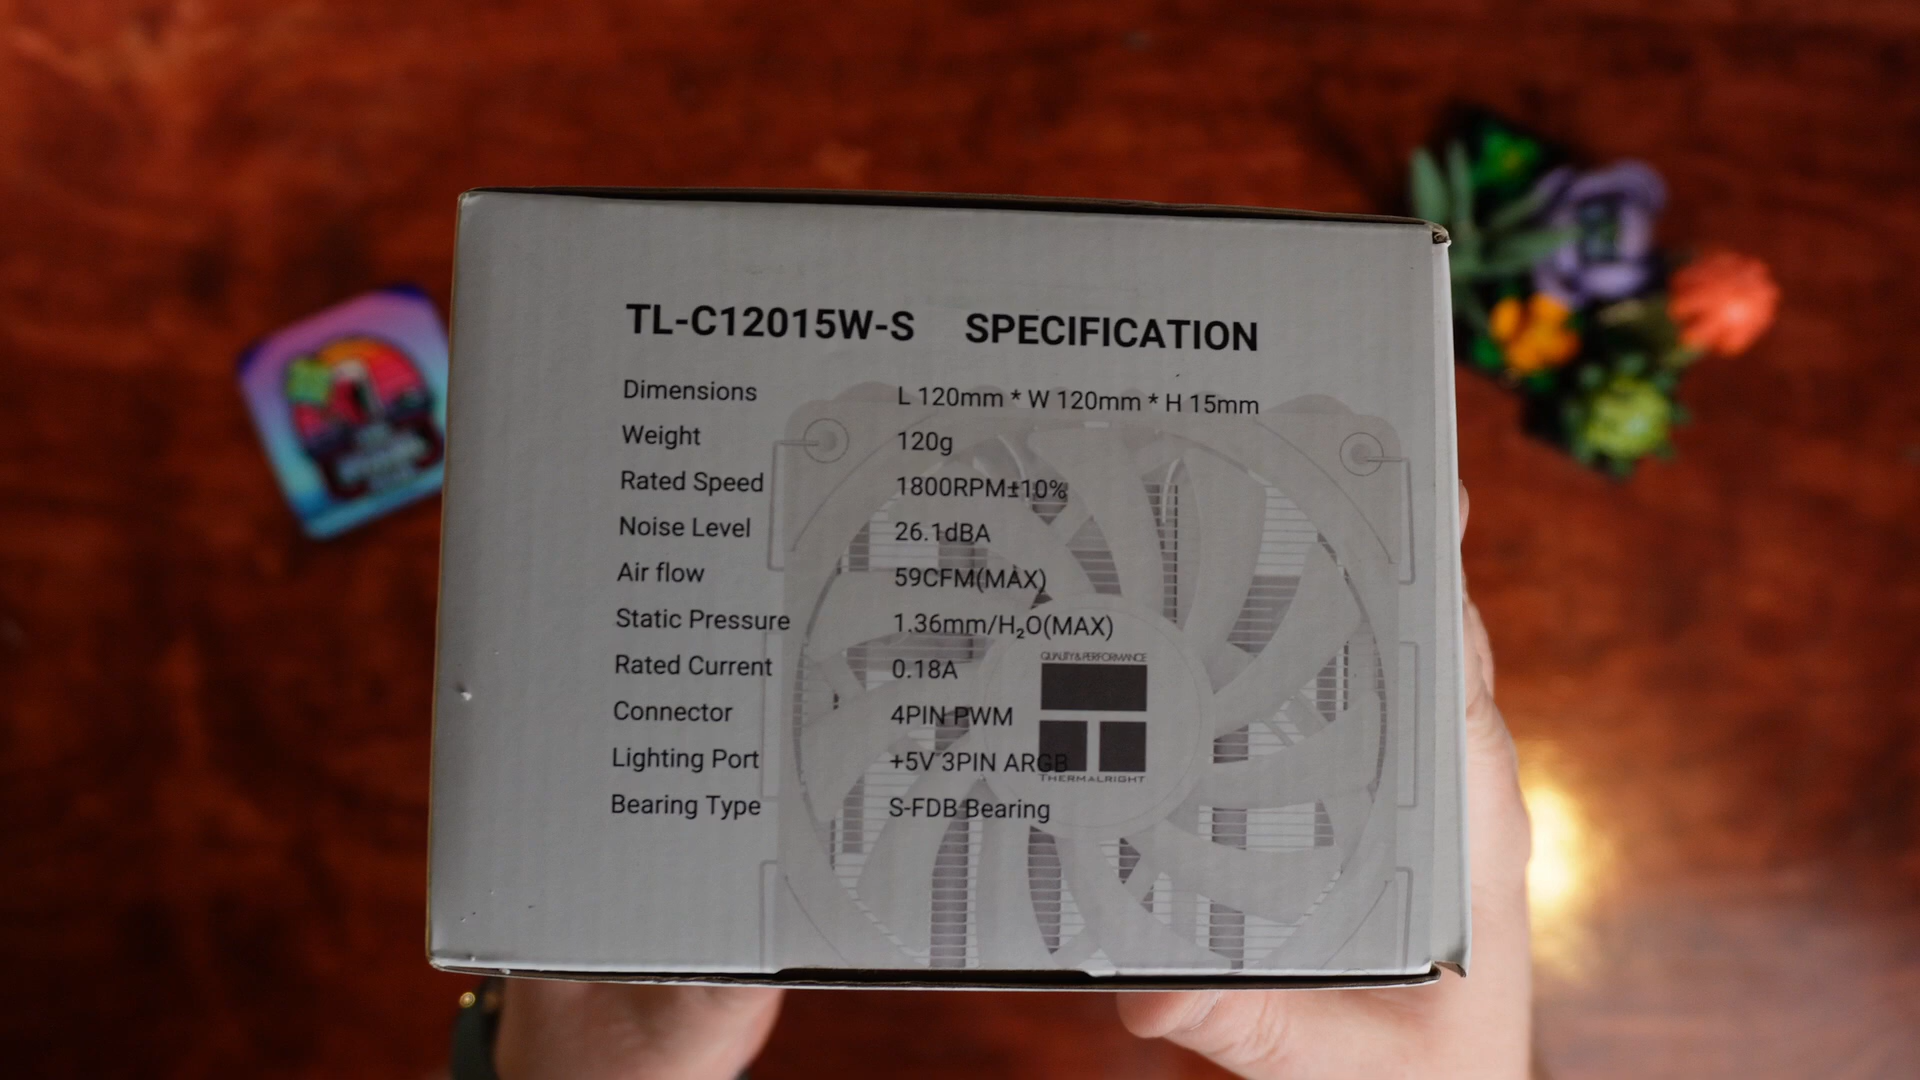 TL-C12015W-S SPECIFICATION
Dimensions L 120mm * W 120mm * H 15mm
Weight 120g
Rated Speed 1800RPM±10%
Noise Level 26.1dBA
Air flow 59CFM(MAX)
Static Pressure 1.36mm/H₂O(MAX)
QUALITY&PERFORMANCE
Rated Current 0.18A
Connector 4PIN PWM
Lighting Port +5V 3PIN ARGB
THERMALRIGHT
Bearing Type S-FDB Bearing